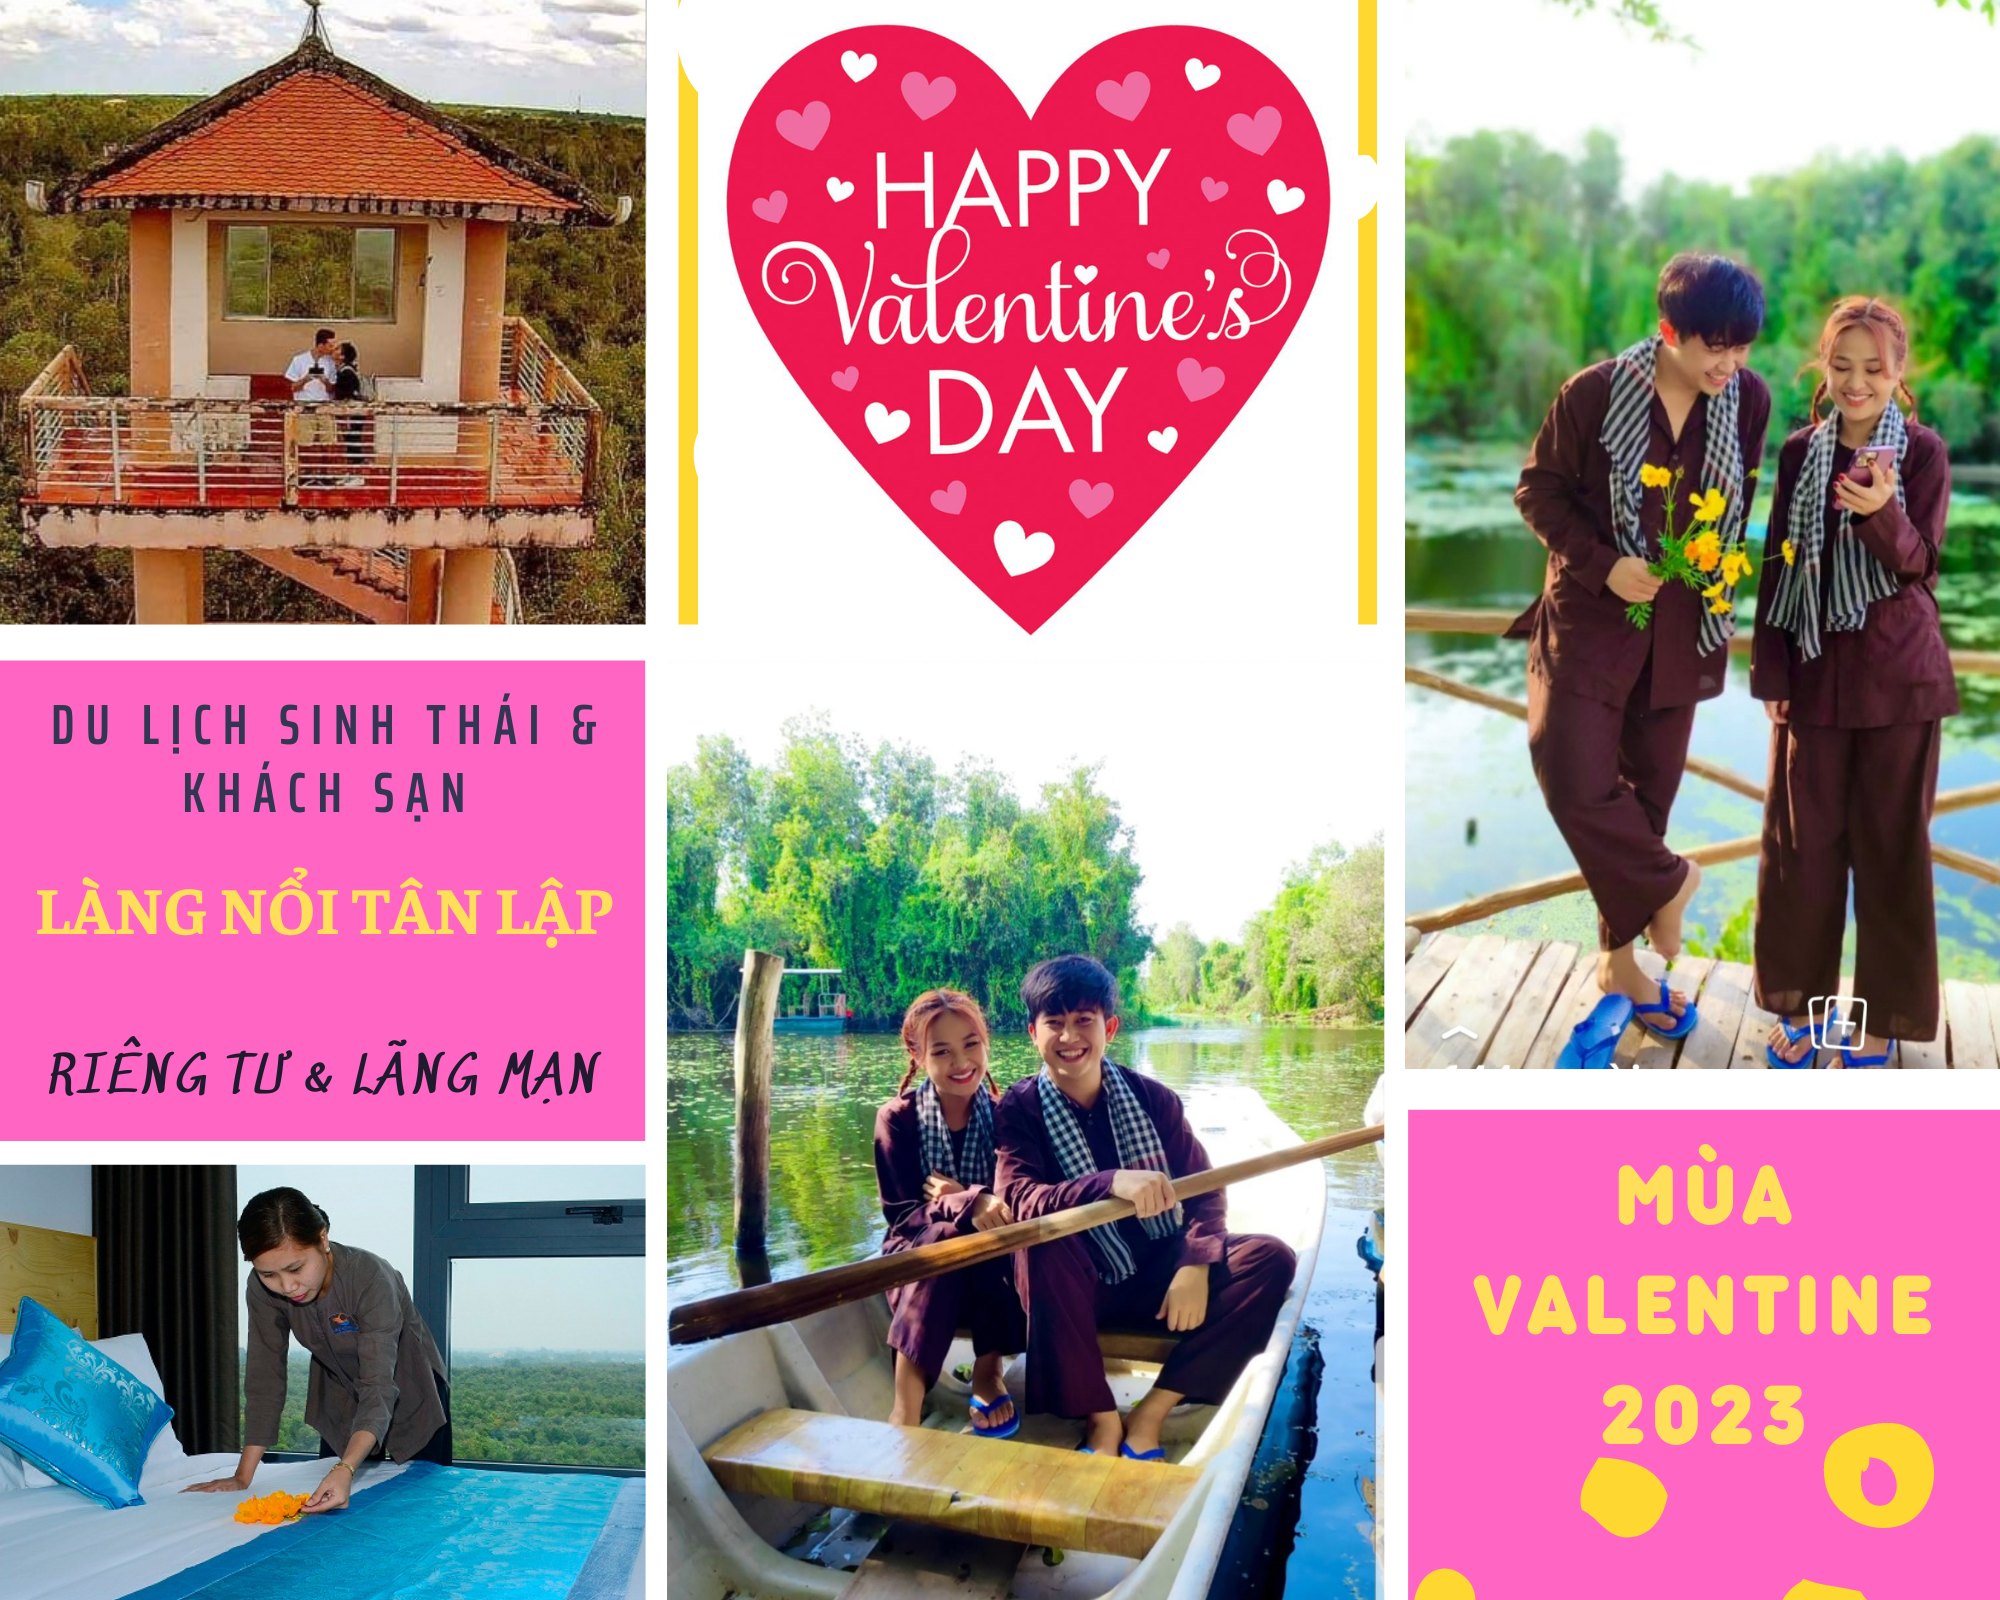 HAPPY
Valentine's
DAY
DU LỊCH SINH THÁI &
KHÁCH SẠN
LÀNG NỔI TÂN LẬP
RIÊNG TƯ & LÃNG MẠN
MÙA
VALENTINE
2023